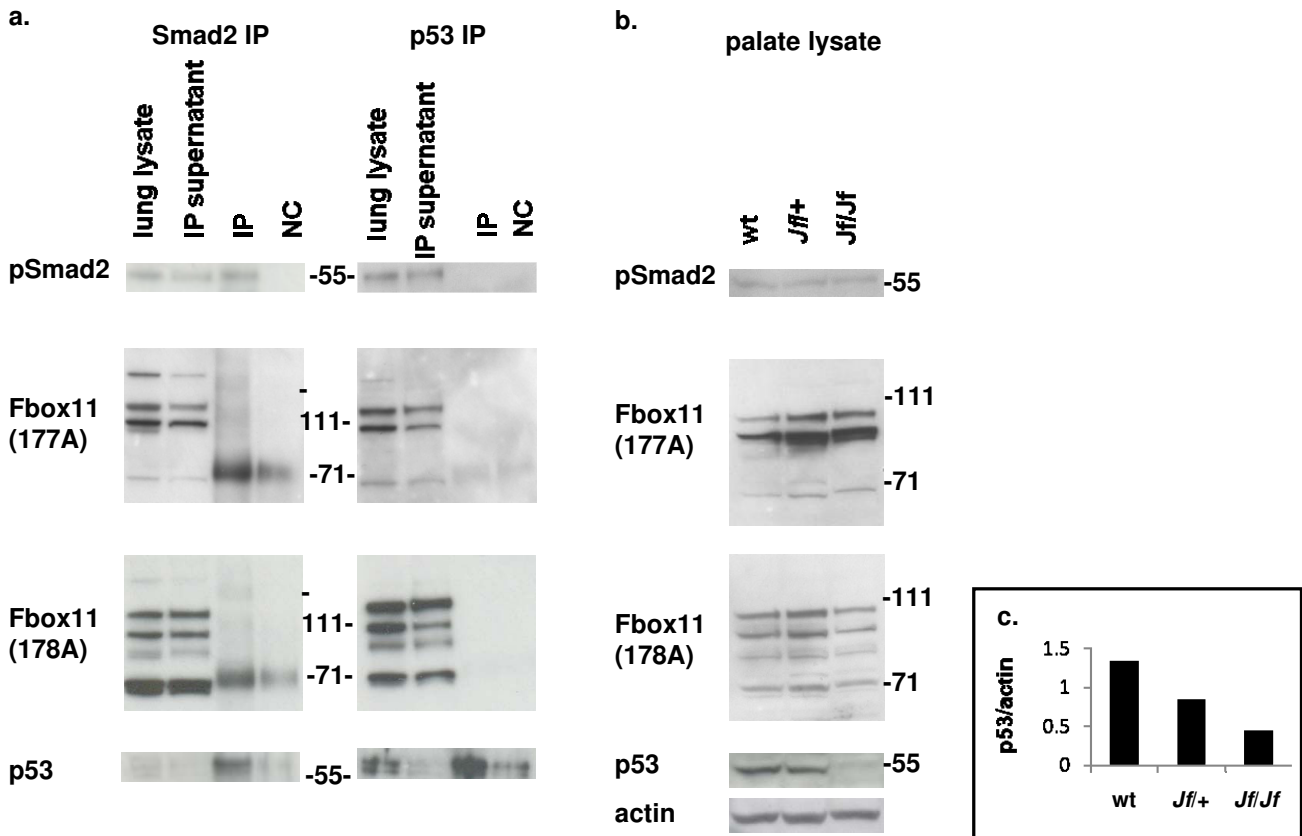 a.
Smad2 IP
p53 IP
lung lysate
IP supernatant
IP
NC
lung lysate
IP supernatant
IP
NC
pSmad2
-55-
Fbox11
(177A)
-
111-
-71-
Fbox11
(178A)
-
111-
-71-
p53
-55-
b.
palate lysate
wt
Jf/+
Jf/Jf
pSmad2
-55
Fbox11
(177A)
-111
-71
Fbox11
(178A)
-111
-71
p53
-55
actin
c.
p53/actin
1.5
1
0.5
0
wt
Jf/+
Jf/Jf